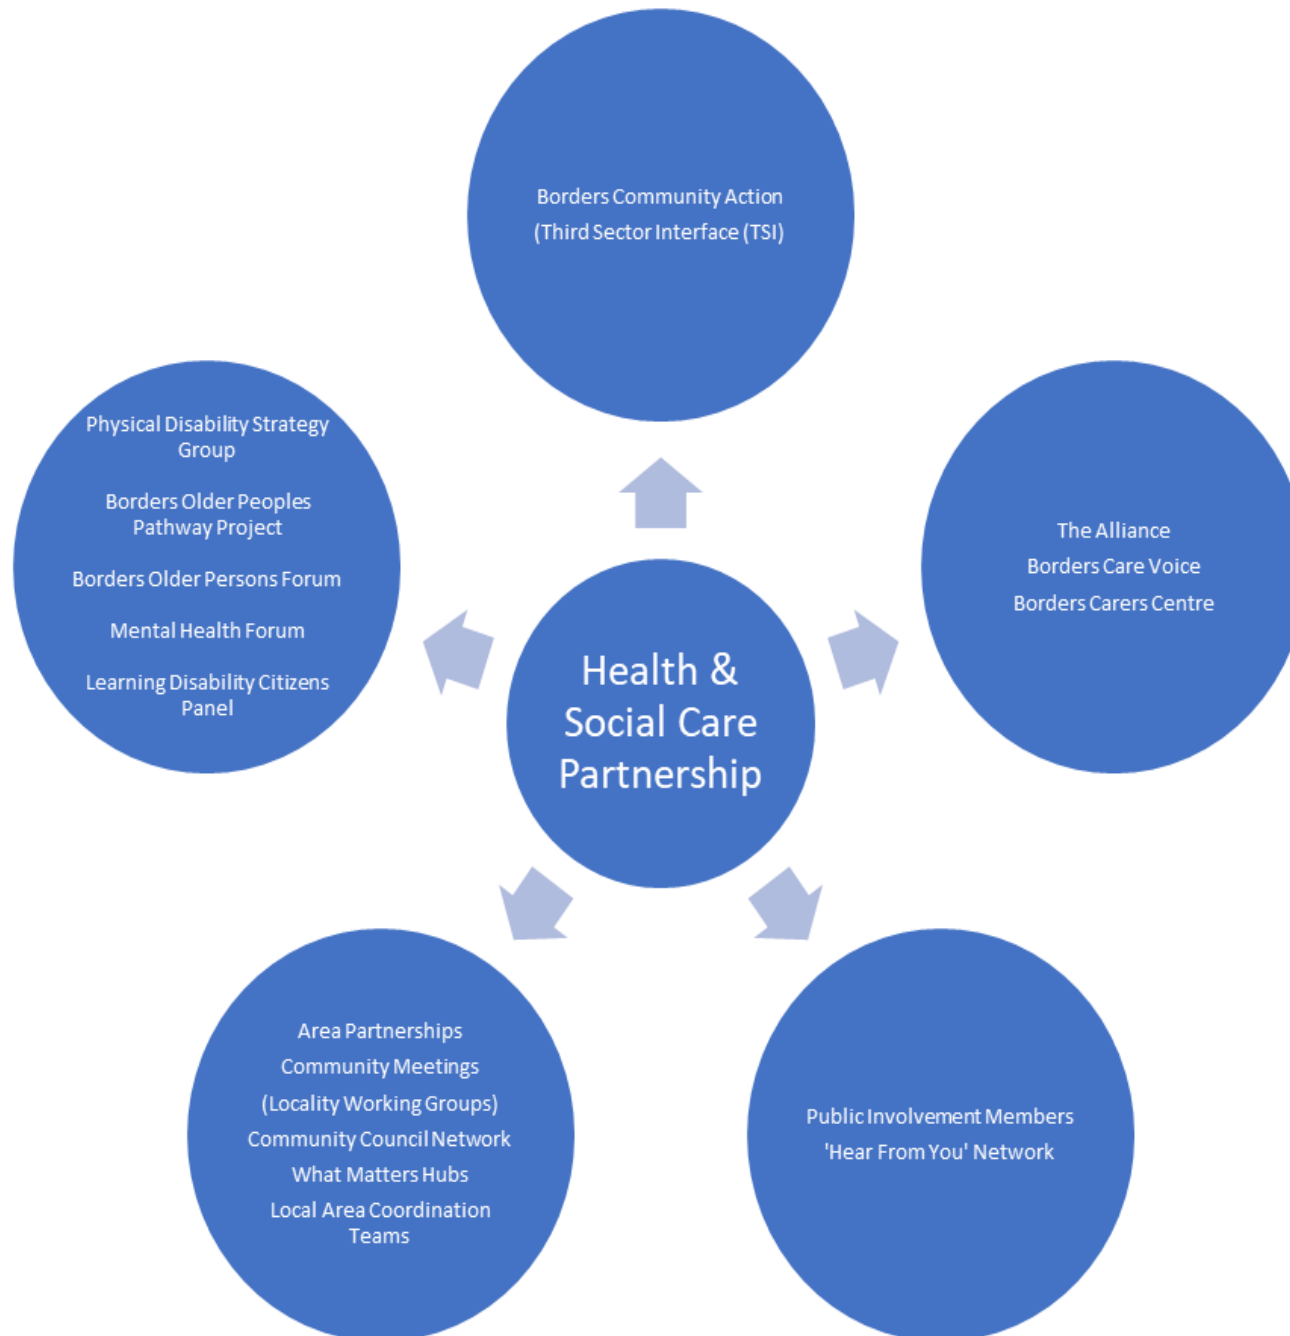 Borders Community Action
(Third Sector Interface (TSI)
Physical Disability Strategy
Group
Borders Older Peoples
Pathway Project
Borders Older Persons Forum
Mental Health Forum
Learning Disability Citizens
Panel
The Alliance
Borders Care Voice
Borders Carers Centre
Health &
Social Care
Partnership
Area Partnerships
Community Meetings
(Locality Working Groups)
Community Council Network
What Matters Hubs
Local Area Coordination
Teams
Public Involvement Members
'Hear From You' Network